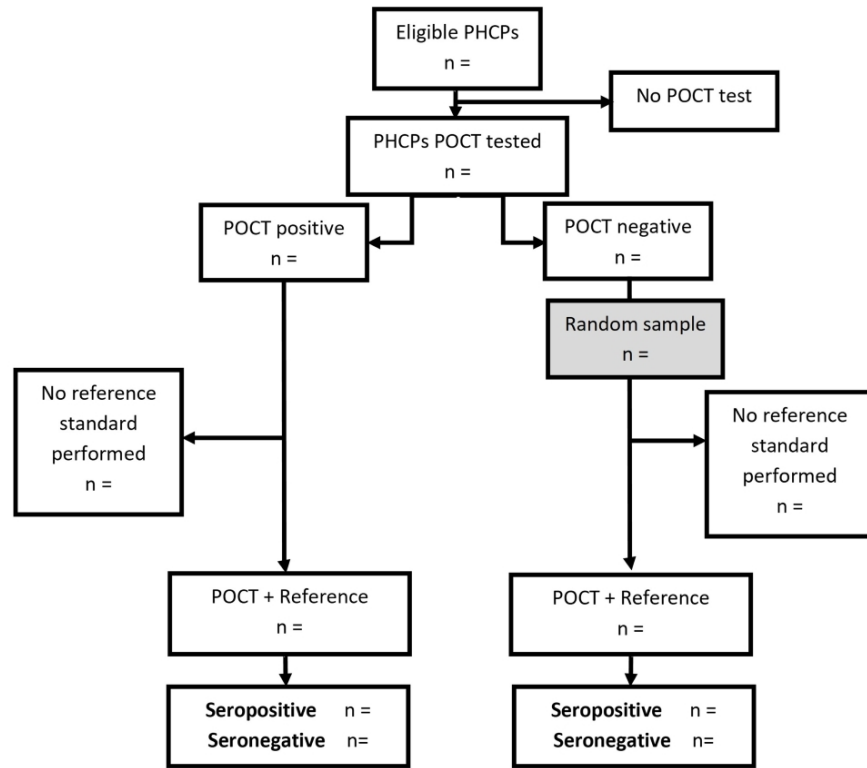 Eligible PHCPs
n =
No POCT test
PHCPs POCT tested
n =
POCT positive
n =
POCT negative
n =
Random sample
n =
No reference
standard
performed
n =
No reference
standard
performed
n =
POCT + Reference
n =
POCT + Reference
n =
Seropositive n =
Seronegative n=
Seropositive n =
Seronegative n=